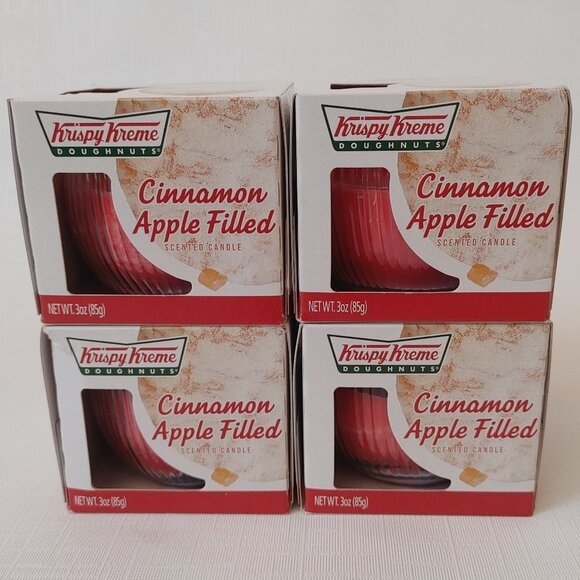 Krispy Kreme
DOUGHNUTS®
Cinnamon
Apple Filled
SCENTED CANDLE
NET WT. 3oz (85g)
Krispy Kreme
DOUGHNUTS®
Cinnamon
Apple Filled
SCENTED CANDLE
NET WT. 3oz (85g)
Krispy Kreme
DOUGHNUTS®
Cinnamon
Apple Filled
SCENTED CANDLE
NET WT. 3oz (85g)
Krispy Kreme
DOUGHNUTS®
Cinnamon
Apple Filled
SCENTED CANDLE
NET WT. 3oz (85g)